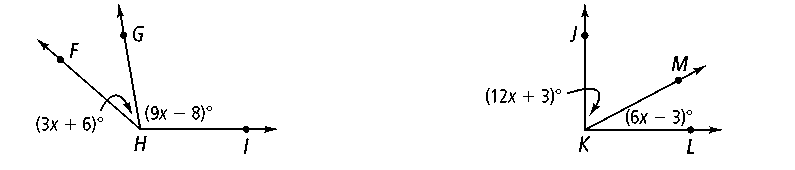 G
F
(3x + 6)°
(9x − 8)°
H
I
J
M
(12x + 3)°
(6x − 3)°
K
L